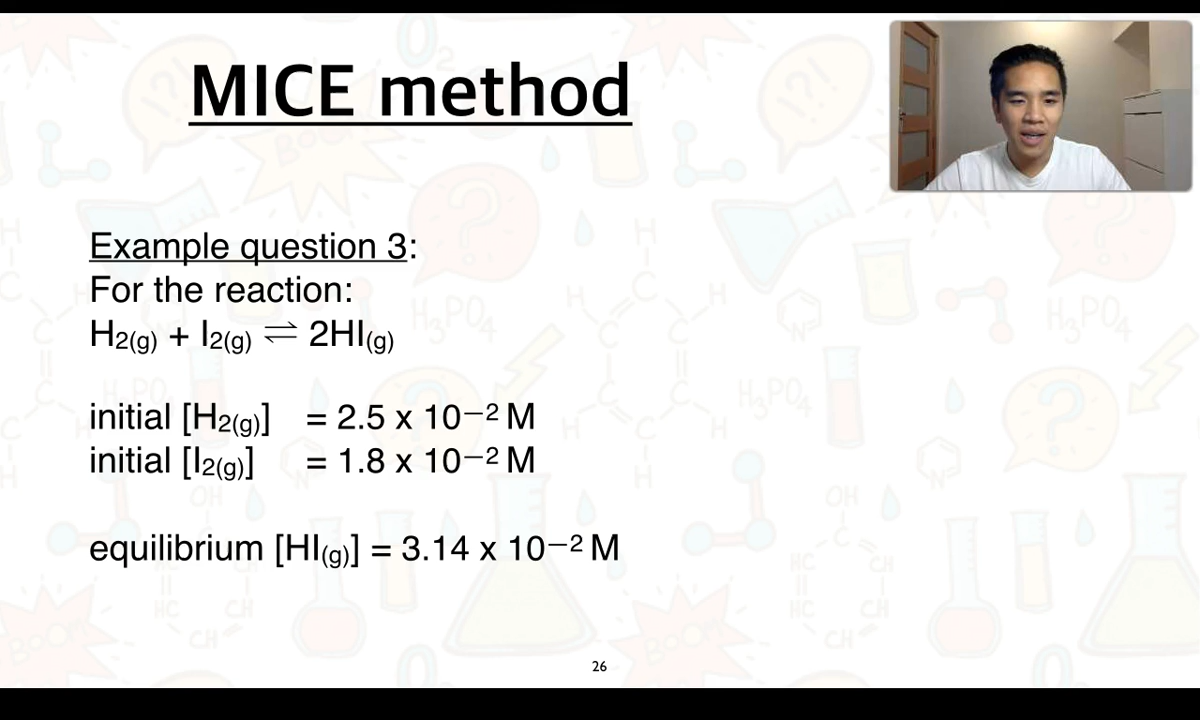 MICE method
Example question 3:
For the reaction:
H2(g) + I2(g) ⇌ 2HI(g)
initial [H2(g)] = 2.5 x 10−2 M
initial [I2(g)] = 1.8 x 10−2 M
equilibrium [HI(g)] = 3.14 x 10−2 M
26